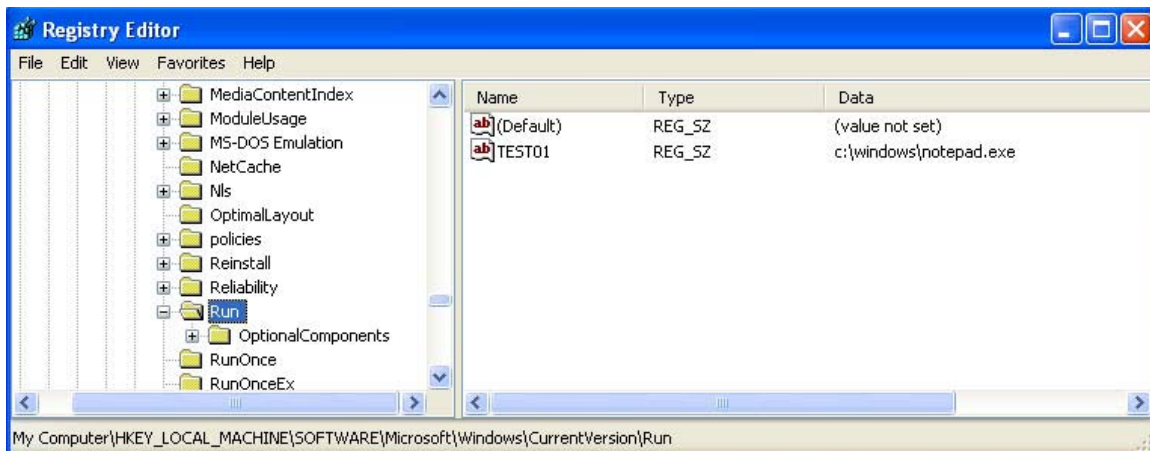 Registry Editor
File Edit View Favorites Help
MediaContentIndex
ModuleUsage
MS-DOS Emulation
NetCache
Nls
OptimalLayout
policies
Reinstall
Reliability
Run
OptionalComponents
RunOnce
RunOnceEx
Name Type Data
ab (Default) REG_SZ (value not set)
ab TEST01 REG_SZ c:\windows\notepad.exe
My Computer\HKEY_LOCAL_MACHINE\SOFTWARE\Microsoft\Windows\CurrentVersion\Run